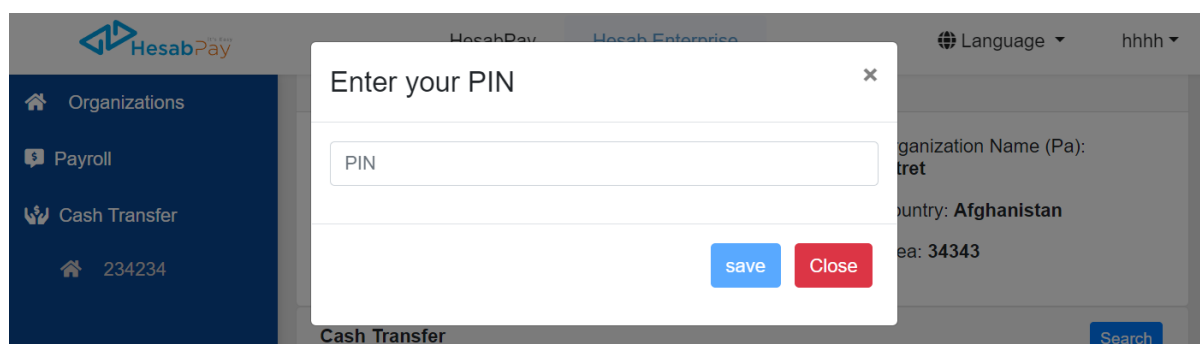 HesabPay
HesabPay
Hesab Enterprise
Language
hhhh
Enter your PIN
×
Organizations
Payroll
PIN
ganization Name (Pa):
tret
Cash Transfer
ountry: Afghanistan
234234
ea: 34343
save
Close
Cash Transfer
Search